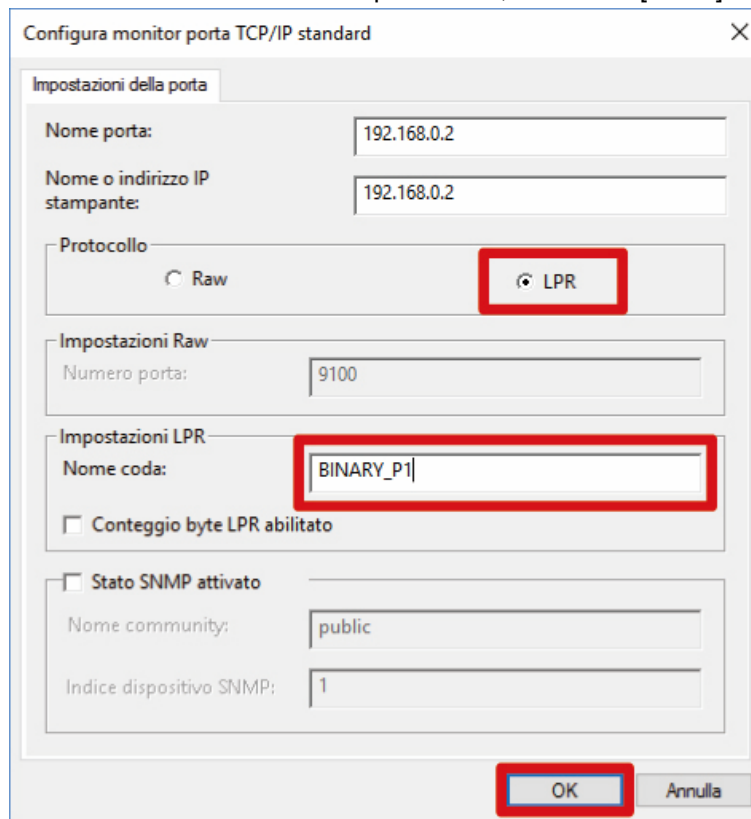 Configura monitor porta TCP/IP standard
Impostazioni della porta
Nome porta: 192.168.0.2
Nome o indirizzo IP
stampante: 192.168.0.2
Protocollo
Raw LPR
Impostazioni Raw
Numero porta: 9100
Impostazioni LPR
Nome coda: BINARY_P1
Conteggio byte LPR abilitato
Stato SNMP attivato
Nome community: public
Indice dispositivo SNMP: 1
OK Annulla